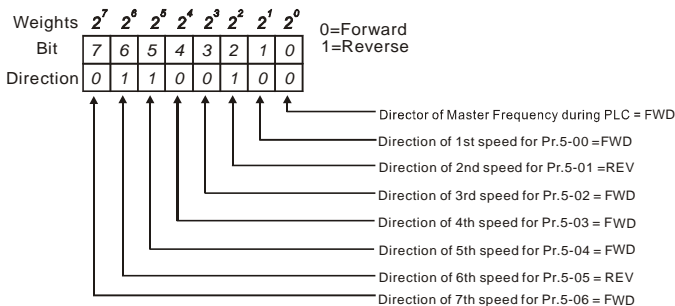 Weights 2^7 2^6 2^5 2^4 2^3 2^2 2^1 2^0
0=Forward
Bit 7 6 5 4 3 2 1 0
1=Reverse
Direction 0 1 1 0 0 1 0 0
Director of Master Frequency during PLC = FWD
Direction of 1st speed for Pr.5-00 =FWD
Direction of 2nd speed for Pr.5-01 =REV
Direction of 3rd speed for Pr.5-02 = FWD
Direction of 4th speed for Pr.5-03 = FWD
Direction of 5th speed for Pr.5-04 = FWD
Direction of 6th speed for Pr.5-05 = REV
Direction of 7th speed for Pr.5-06 = FWD